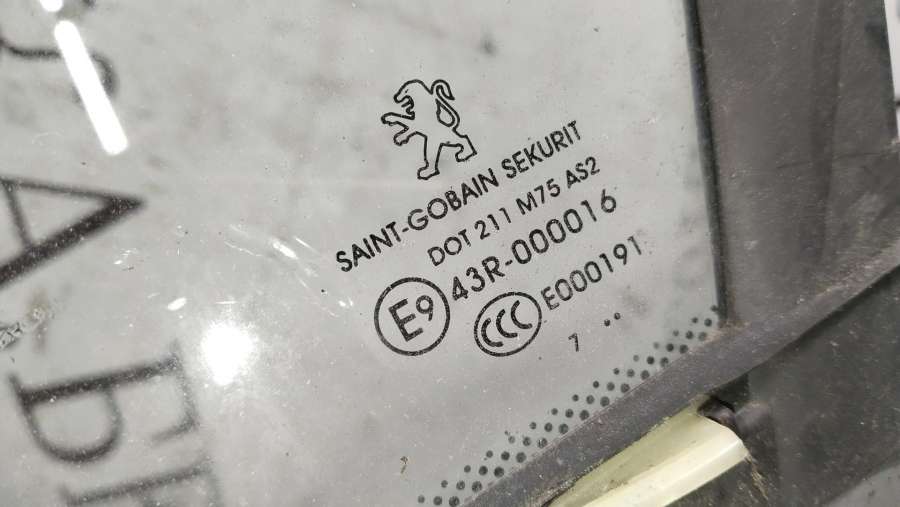 SAINT-GOBAIN SEKURIT
DOT 211 M75 AS2
E9 43R-000016
CCC E000191
7 ..